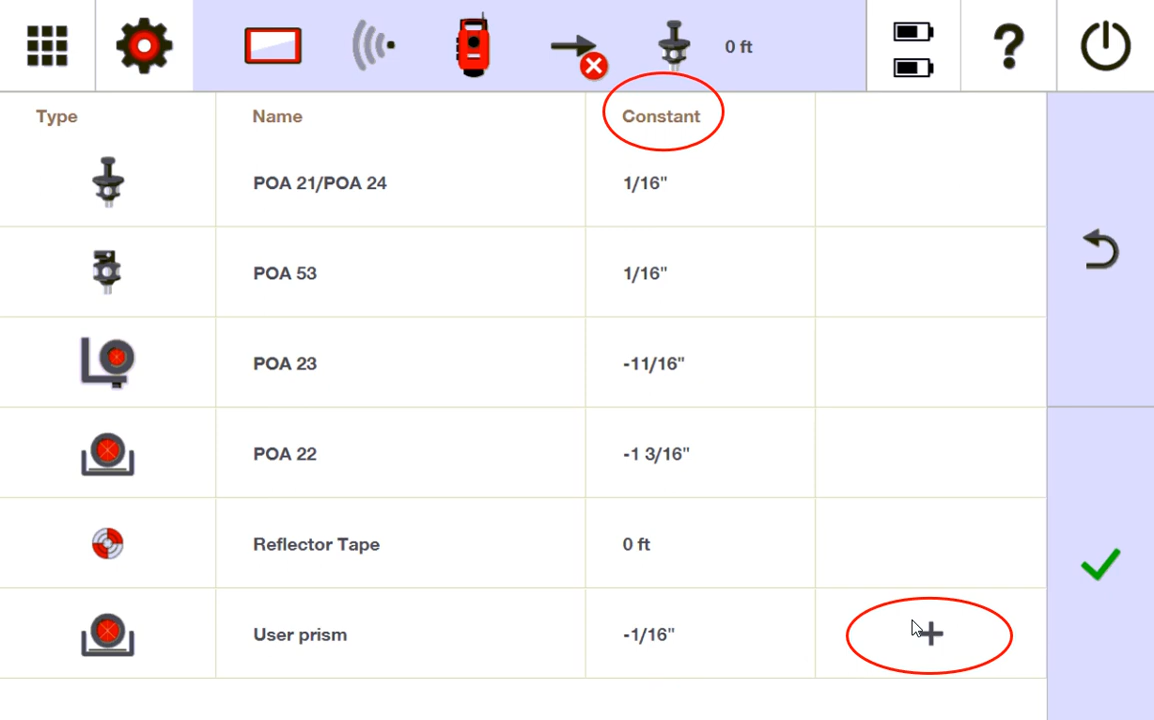 0 ft
Type Name Constant
POA 21/POA 24 1/16"
POA 53 1/16"
POA 23 -11/16"
POA 22 -1 3/16"
Reflector Tape 0 ft
User prism -1/16"